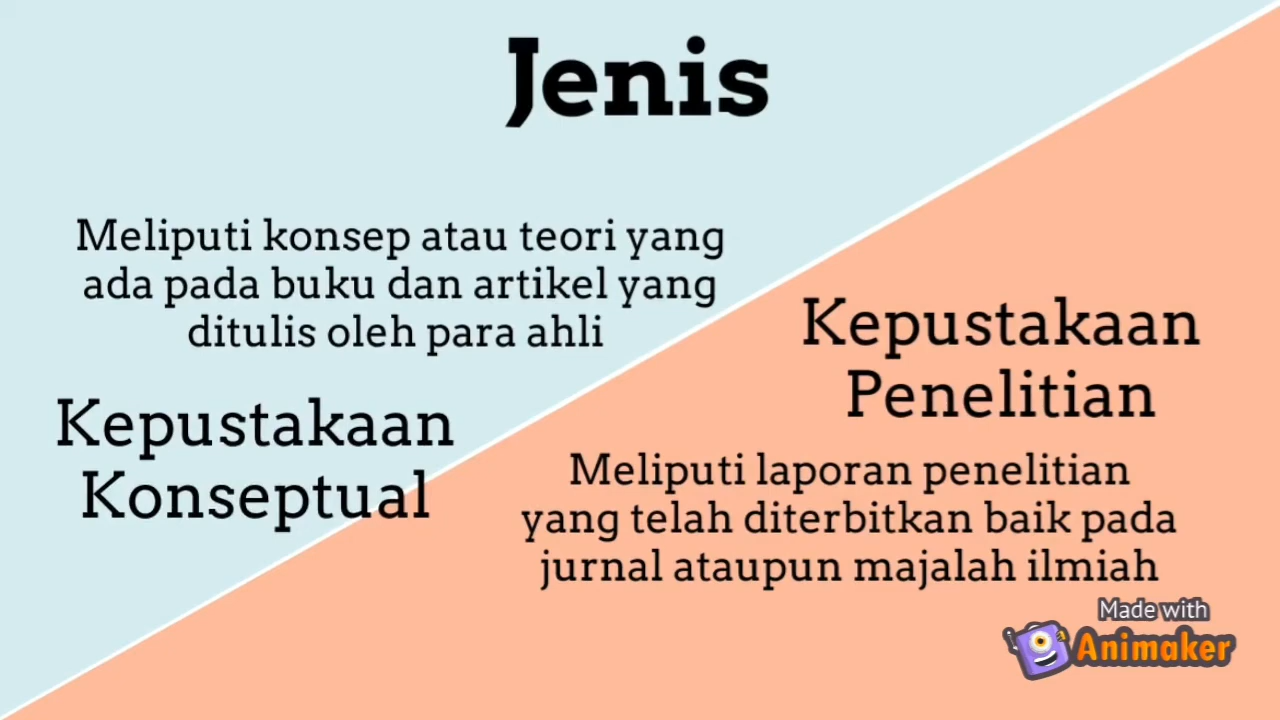 Jenis
Meliputi konsep atau teori yang
ada pada buku dan artikel yang
ditulis oleh para ahli
Kepustakaan
Konseptual
Kepustakaan
Penelitian
Meliputi laporan penelitian
yang telah diterbitkan baik pada
jurnal ataupun majalah ilmiah
Made with
Animaker